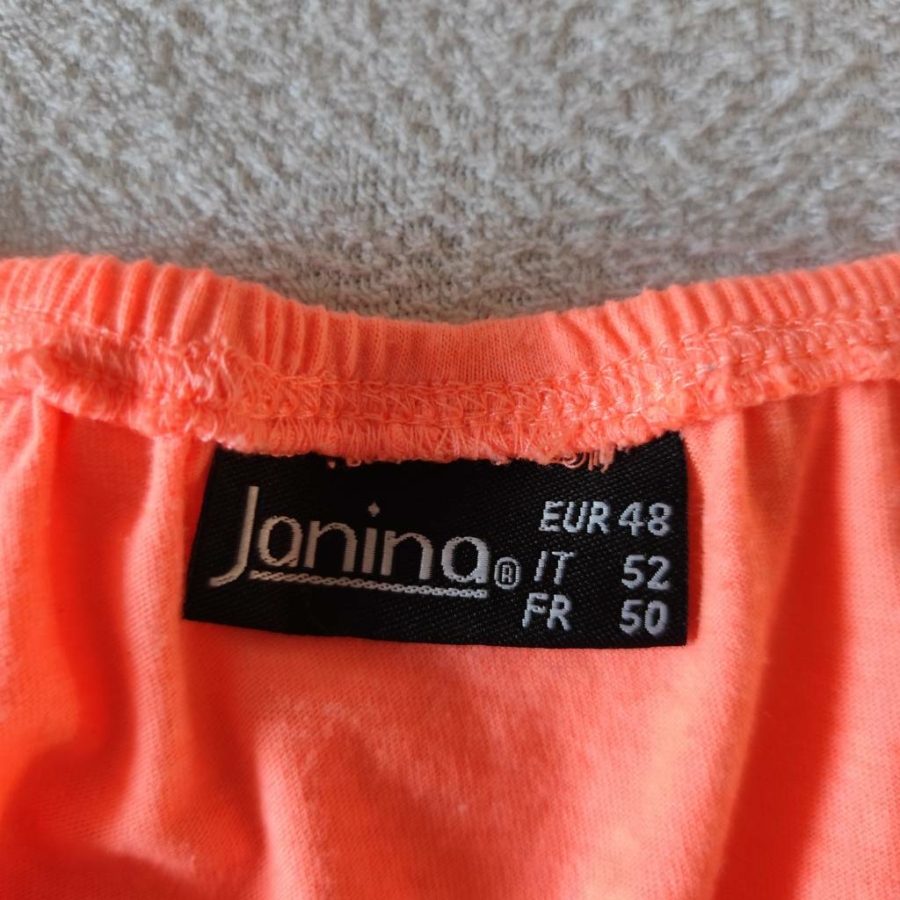 Janina®
EUR 48
IT 52
FR 50